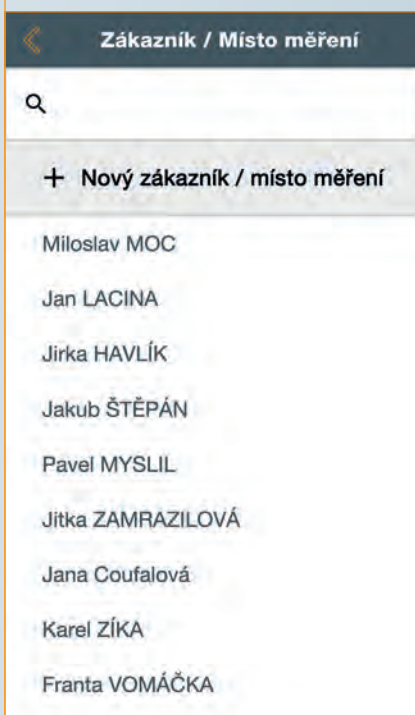 Zákazník / Místo měření
+ Nový zákazník / místo měření
Miloslav MOC
Jan LACINA
Jirka HAVLÍK
Jakub ŠTĚPÁN
Pavel MYSLIL
Jitka ZAMRAZILOVÁ
Jana Coufalová
Karel ZÍKA
Franta VOMÁČKA